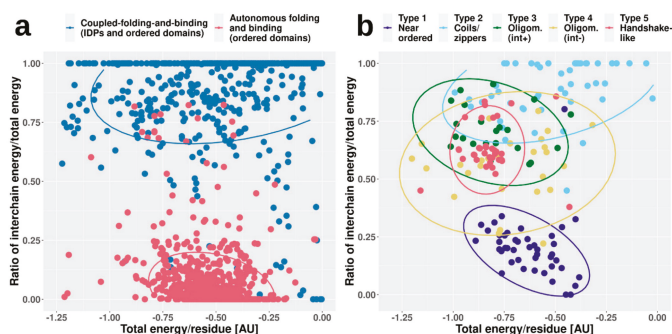 a
Coupled-folding-and-binding
(IDPs and ordered domains)
Autonomous folding
and binding
(ordered domains)
Ratio of interchain energy/total energy
1.00
0.75
0.50
0.25
0.00
-1.25
-1.00
-0.75
-0.50
-0.25
0.00
Total energy/residue [AU]
b
Type 1
Near
ordered
Type 2
Coils/
zippers
Type 3
Oligom.
(int+)
Type 4
Oligom.
(int-)
Type 5
Handshake-
like
Ratio of interchain energy/total energy
1.00
0.75
0.50
0.25
0.00
-1.25
-1.00
-0.75
-0.50
-0.25
0.00
Total energy/residue [AU]